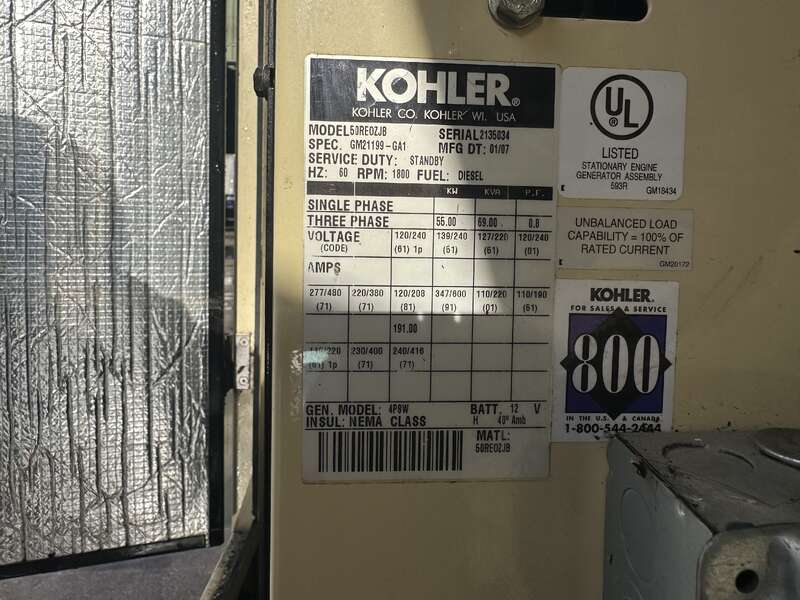 KOHLER®
KOHLER CO. KOHLER WI. USA
MODEL 50REOZJB SERIAL 2135034
SPEC. GM21199-GA1 MFG DT: 01/07
SERVICE DUTY: STANDBY
HZ: 60 RPM: 1800 FUEL: DIESEL
KW KVA P.F.
SINGLE PHASE
THREE PHASE 55.00 69.00 0.8
VOLTAGE 120/240 139/240 127/220 120/240
(CODE) (61) 1p (61) (01)
AMPS
277/480 220/380 120/208 347/600 110/220 110/190
(71) (71) (81) (91)
191.00
230/400 240/416
(71) (71)
GEN. MODEL: 4P8W BATT. 12 V
INSUL: NEMA CLASS H 40° Amb
MATL:
50REOZJB
UL
®
LISTED
STATIONARY ENGINE
GENERATOR ASSEMBLY
593R
E GM18434
UNBALANCED LOAD
CAPABILITY = 100% OF
RATED CURRENT
E GM20172
KOHLER.
FOR SALES & SERVICE
800
IN THE U.S. & CANADA
1-800-544-2444